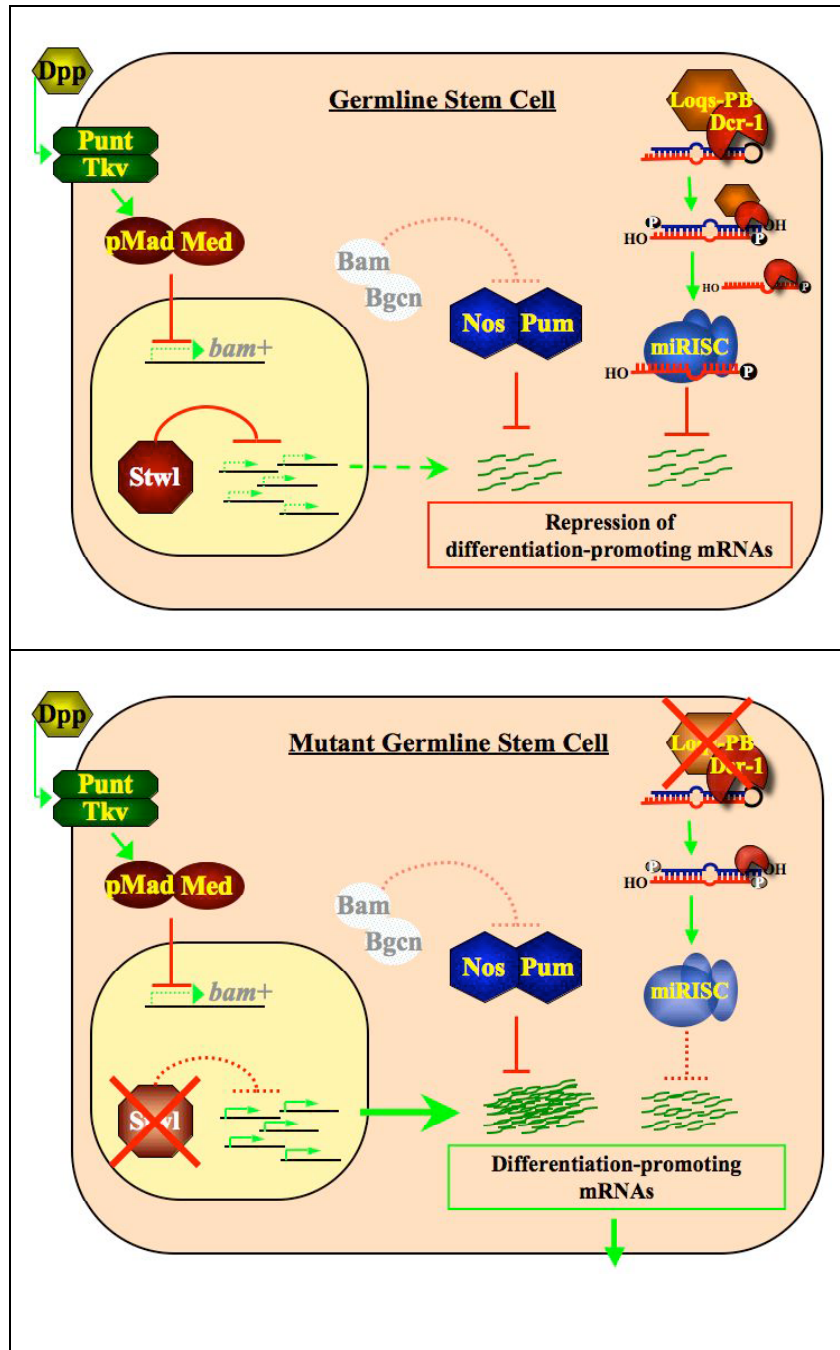 Dpp
Germline Stem Cell
Loqs-PB
Dcr-1
Punt
Tkv
pMad Med
P
OH
HO
P
Bam
Bgcn
HO
P
Nos Pum
miRISC
bam+
HO
P
Stwl
Repression of
differentiation-promoting mRNAs
Dpp
Mutant Germline Stem Cell
Loqs-PB
Dcr-1
Punt
Tkv
pMad Med
P
OH
HO
P
Bam
Bgcn
Nos Pum
miRISC
bam+
Stwl
Differentiation-promoting
mRNAs